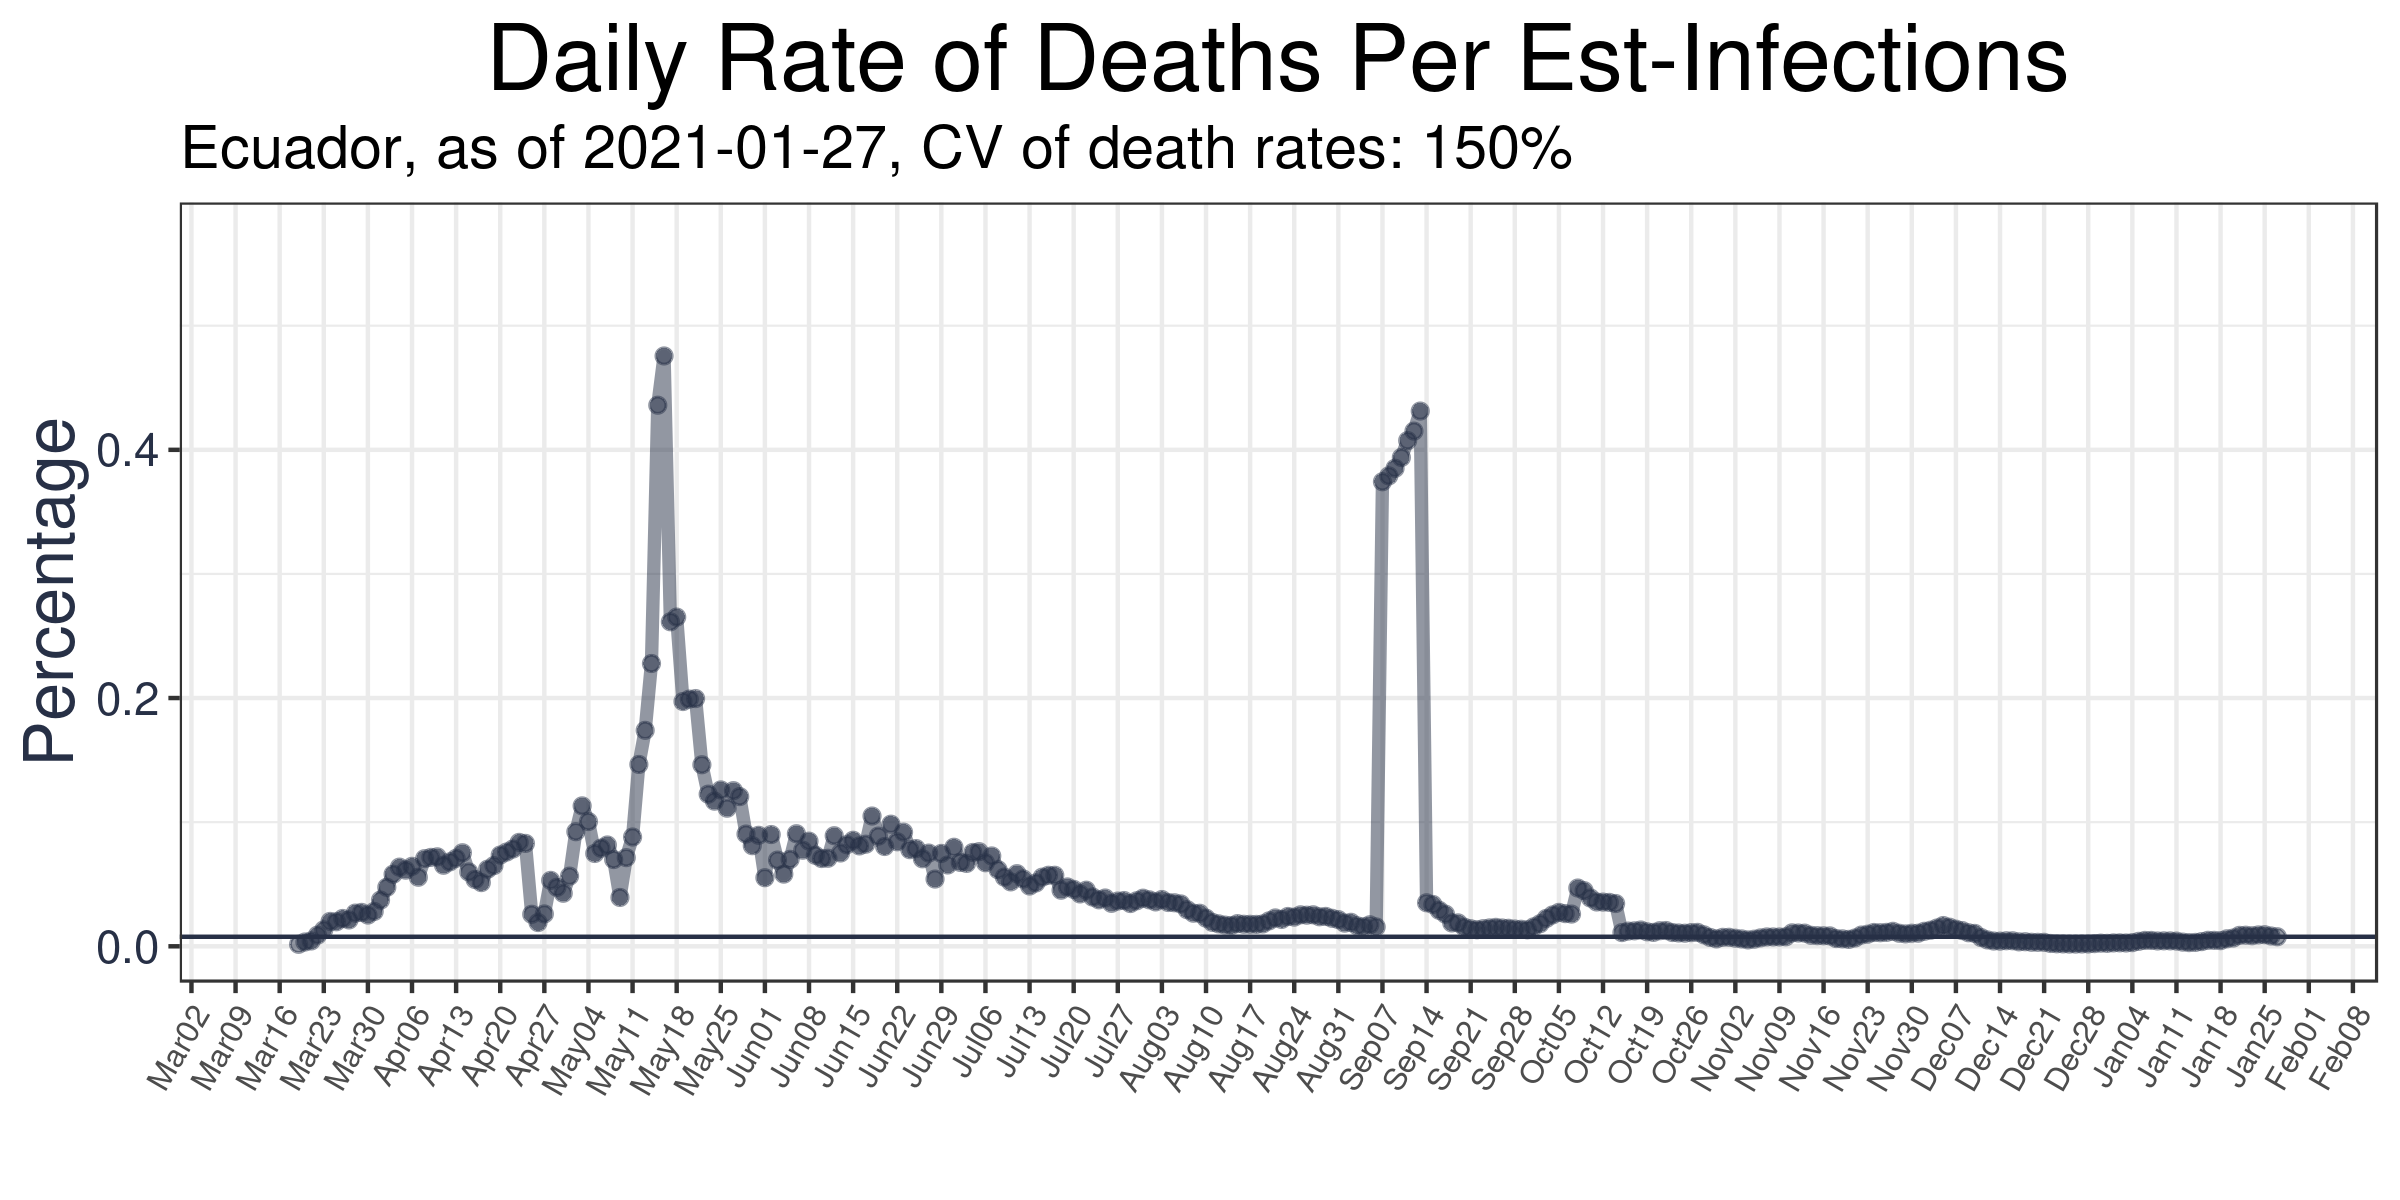 Daily Rate of Deaths Per Est-Infections
Ecuador, as of 2021-01-27, CV of death rates: 150%
Percentage
0.4
0.2
0.0
Mar02
Mar09
Mar16
Mar23
Mar30
Apr06
Apr13
Apr20
Apr27
May04
May11
May18
May25
Jun01
Jun08
Jun15
Jun22
Jun29
Jul06
Jul13
Jul20
Jul27
Aug03
Aug10
Aug17
Aug24
Aug31
Sep07
Sep14
Sep21
Sep28
Oct05
Oct12
Oct19
Oct26
Nov02
Nov09
Nov16
Nov23
Nov30
Dec07
Dec14
Dec21
Dec28
Jan04
Jan11
Jan18
Jan25
Feb01
Feb08